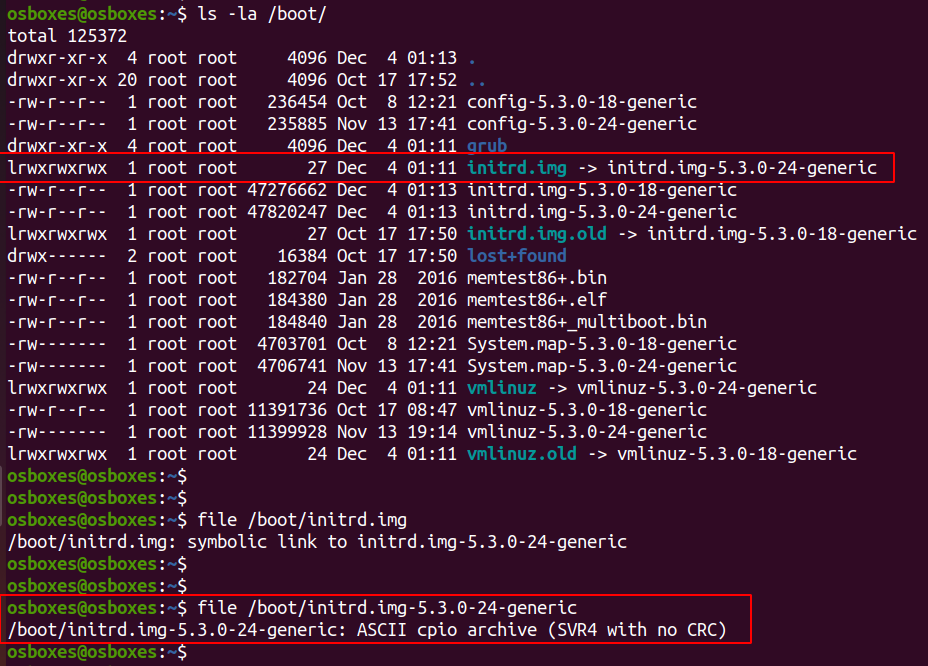 osboxes@osboxes:~$ ls -la /boot/
total 125372
drwxr-xr-x  4 root root     4096 Dec  4 01:13 .
drwxr-xr-x 20 root root     4096 Oct 17 17:52 ..
-rw-r--r--  1 root root   236454 Oct  8 12:21 config-5.3.0-18-generic
-rw-r--r--  1 root root   235885 Nov 13 17:41 config-5.3.0-24-generic
drwxr-xr-x  4 root root     4096 Dec  4 01:11 grub
lrwxrwxrwx  1 root root       27 Dec  4 01:11 initrd.img -> initrd.img-5.3.0-24-generic
-rw-r--r--  1 root root 47276662 Dec  4 01:13 initrd.img-5.3.0-18-generic
-rw-r--r--  1 root root 47820247 Dec  4 01:13 initrd.img-5.3.0-24-generic
lrwxrwxrwx  1 root root       27 Oct 17 17:50 initrd.img.old -> initrd.img-5.3.0-18-generic
drwx------  2 root root    16384 Oct 17 17:50 lost+found
-rw-r--r--  1 root root   182704 Jan 28  2016 memtest86+.bin
-rw-r--r--  1 root root   184380 Jan 28  2016 memtest86+.elf
-rw-r--r--  1 root root   184840 Jan 28  2016 memtest86+_multiboot.bin
-rw-------  1 root root  4703701 Oct  8 12:21 System.map-5.3.0-18-generic
-rw-------  1 root root  4706741 Nov 13 17:41 System.map-5.3.0-24-generic
lrwxrwxrwx  1 root root       24 Dec  4 01:11 vmlinuz -> vmlinuz-5.3.0-24-generic
-rw-r--r--  1 root root 11391736 Oct 17 08:47 vmlinuz-5.3.0-18-generic
-rw-------  1 root root 11399928 Nov 13 19:14 vmlinuz-5.3.0-24-generic
lrwxrwxrwx  1 root root       24 Dec  4 01:11 vmlinuz.old -> vmlinuz-5.3.0-18-generic
osboxes@osboxes:~$
osboxes@osboxes:~$
osboxes@osboxes:~$ file /boot/initrd.img
/boot/initrd.img: symbolic link to initrd.img-5.3.0-24-generic
osboxes@osboxes:~$
osboxes@osboxes:~$
osboxes@osboxes:~$ file /boot/initrd.img-5.3.0-24-generic
/boot/initrd.img-5.3.0-24-generic: ASCII cpio archive (SVR4 with no CRC)
osboxes@osboxes:~$